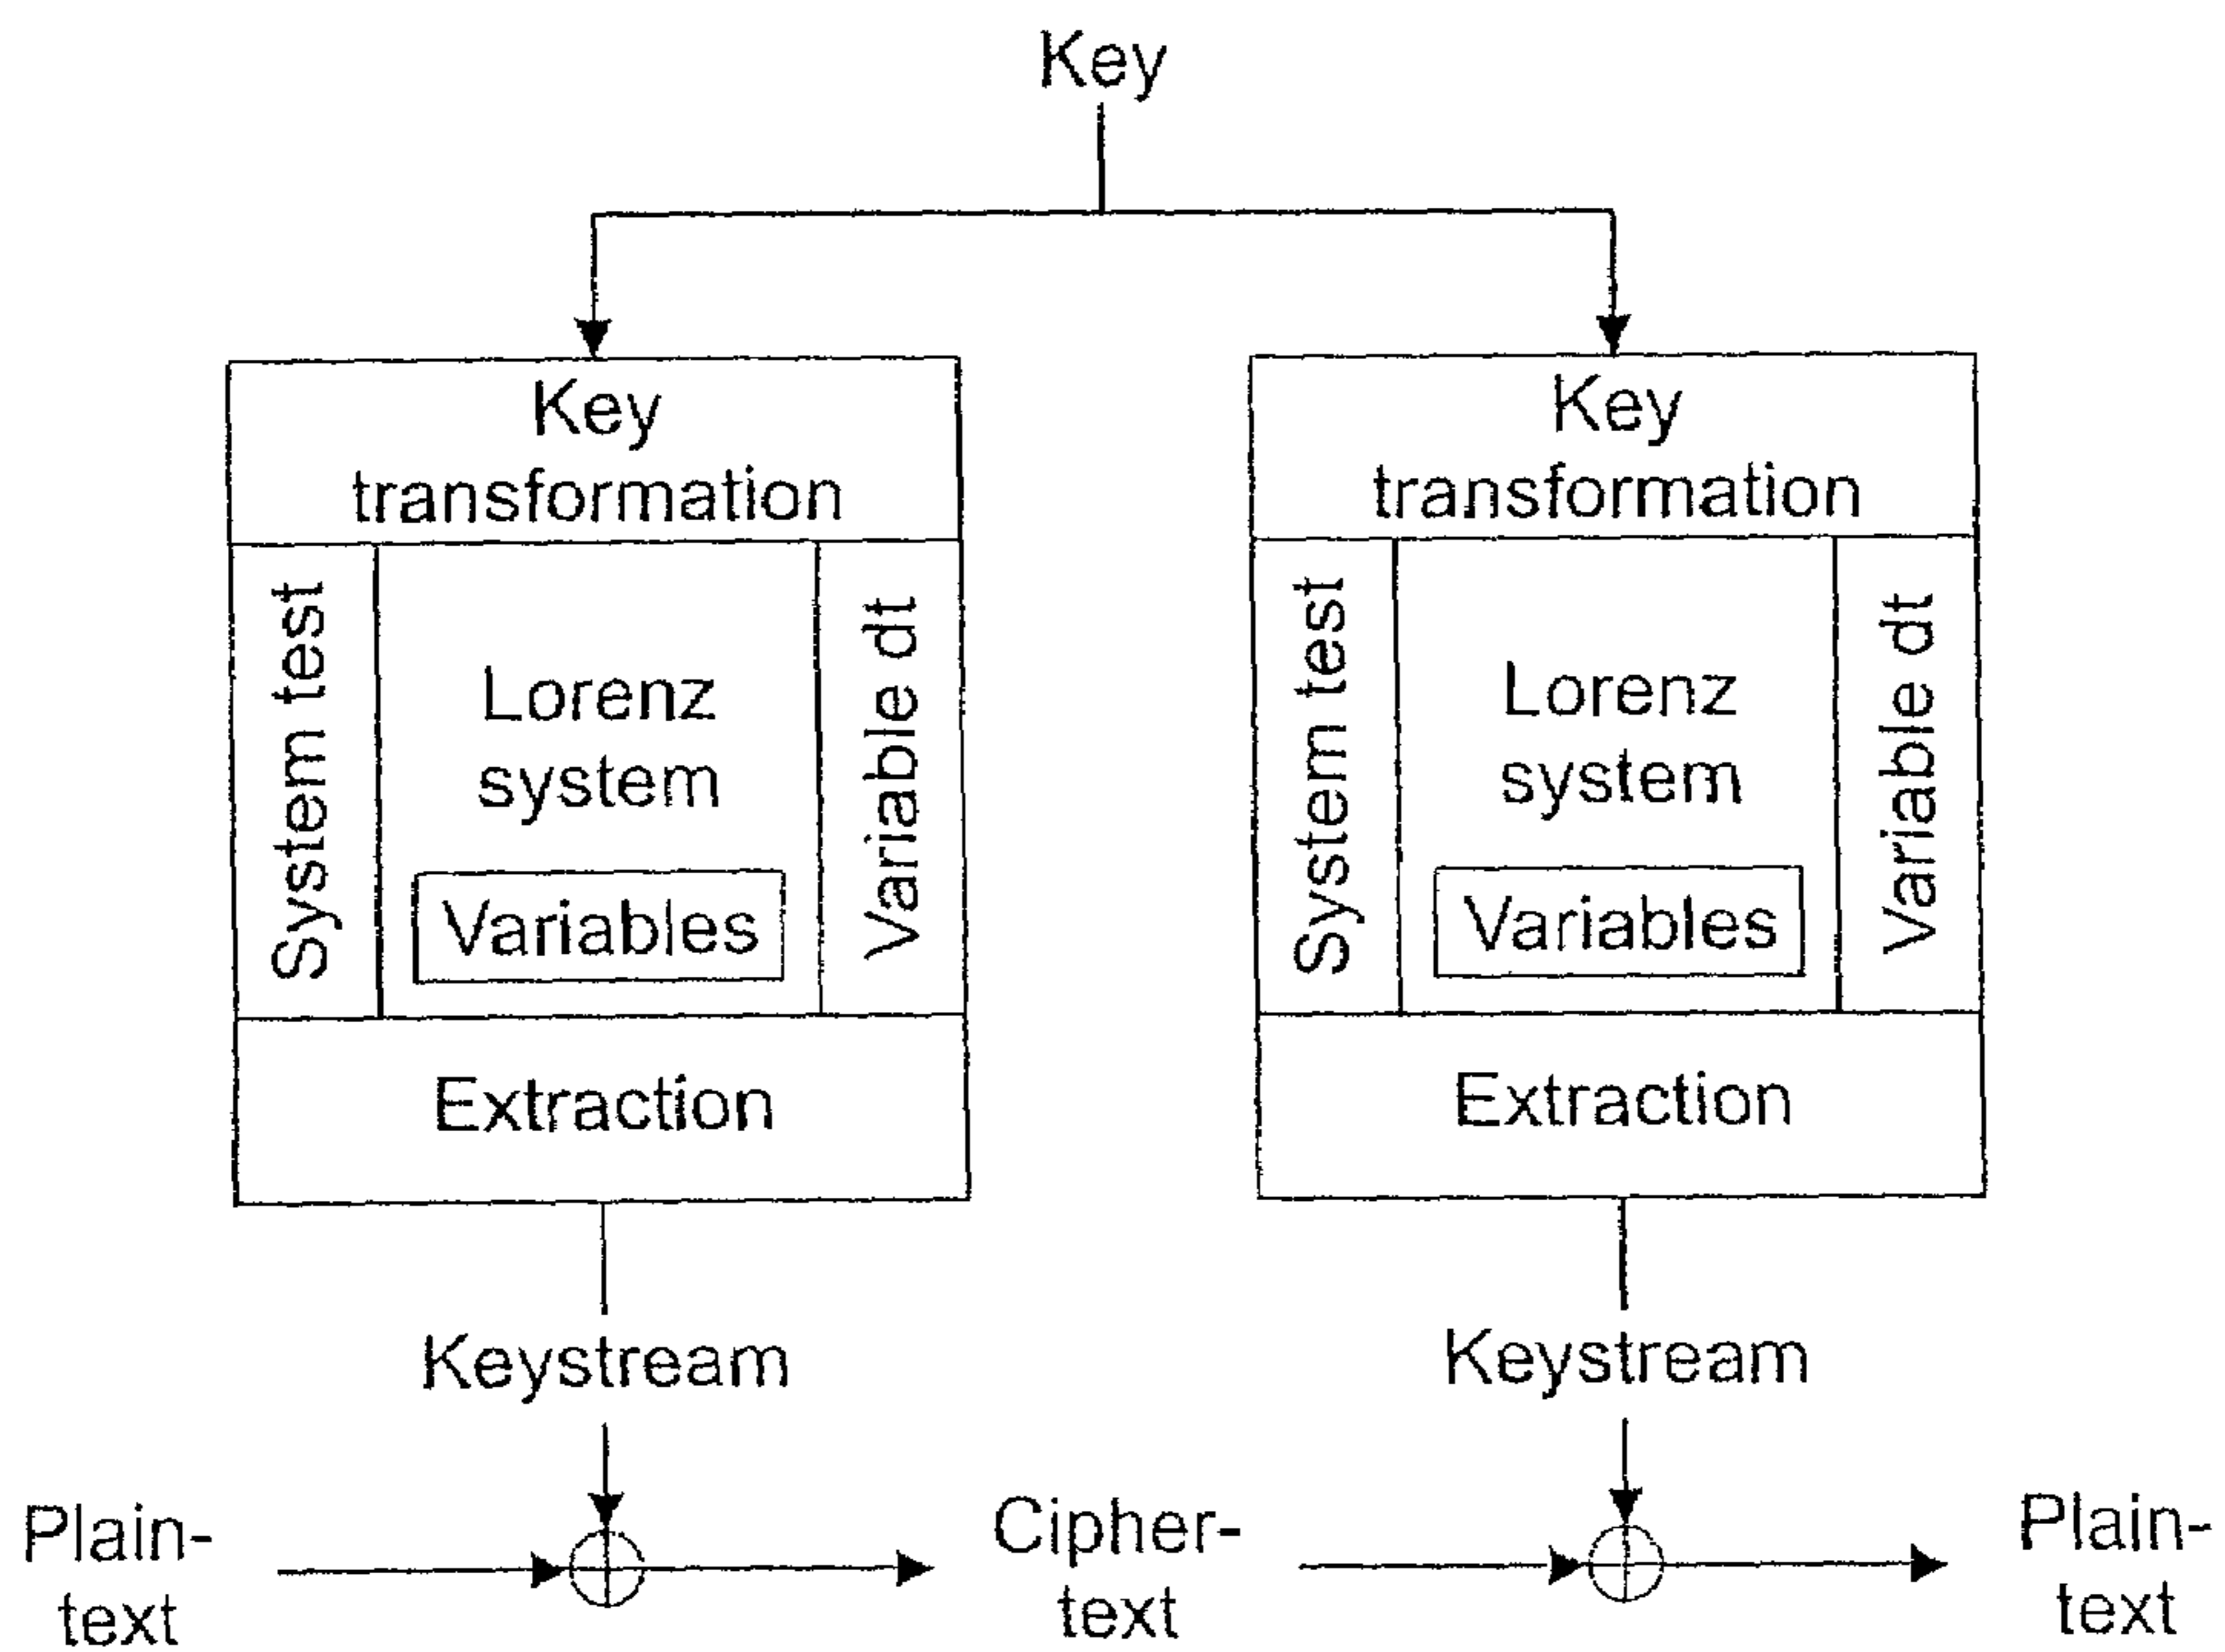 Key
Key
transformation
System test
Lorenz
system
Variables
Variable dt
Extraction
Keystream
Key
transformation
System test
Lorenz
system
Variables
Variable dt
Extraction
Keystream
Plain-
text
Cipher-
text
Plain-
text